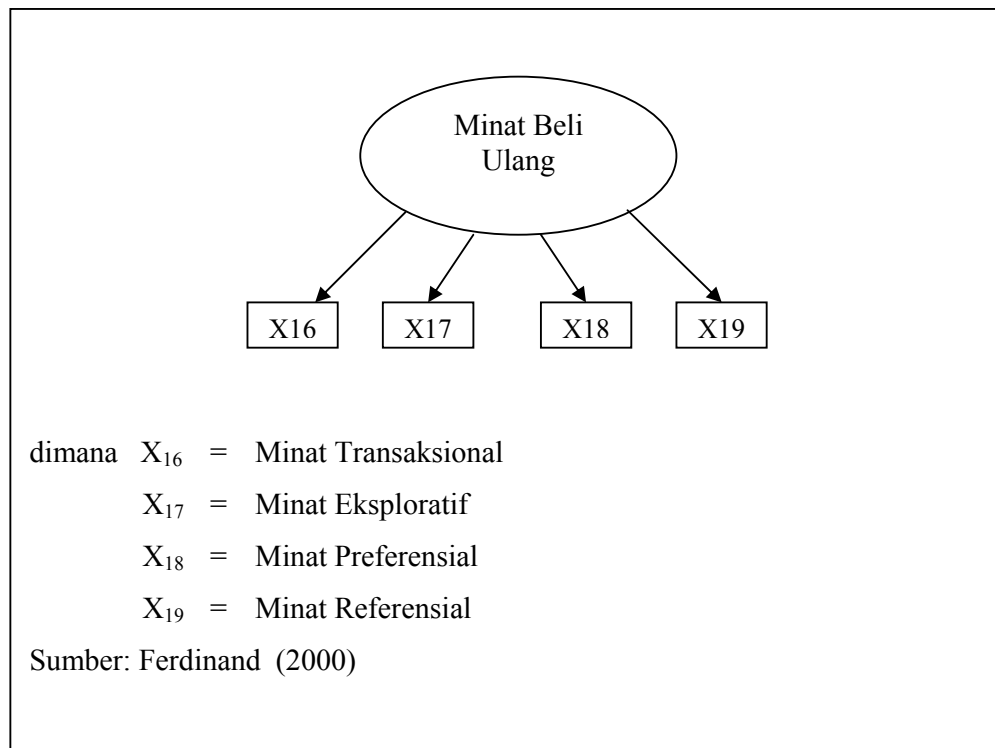 Minat Beli
Ulang
X16 X17 X18 X19
dimana X₁₆ = Minat Transaksional
X₁₇ = Minat Eksploratif
X₁₈ = Minat Preferensial
X₁₉ = Minat Referensial
Sumber: Ferdinand (2000)